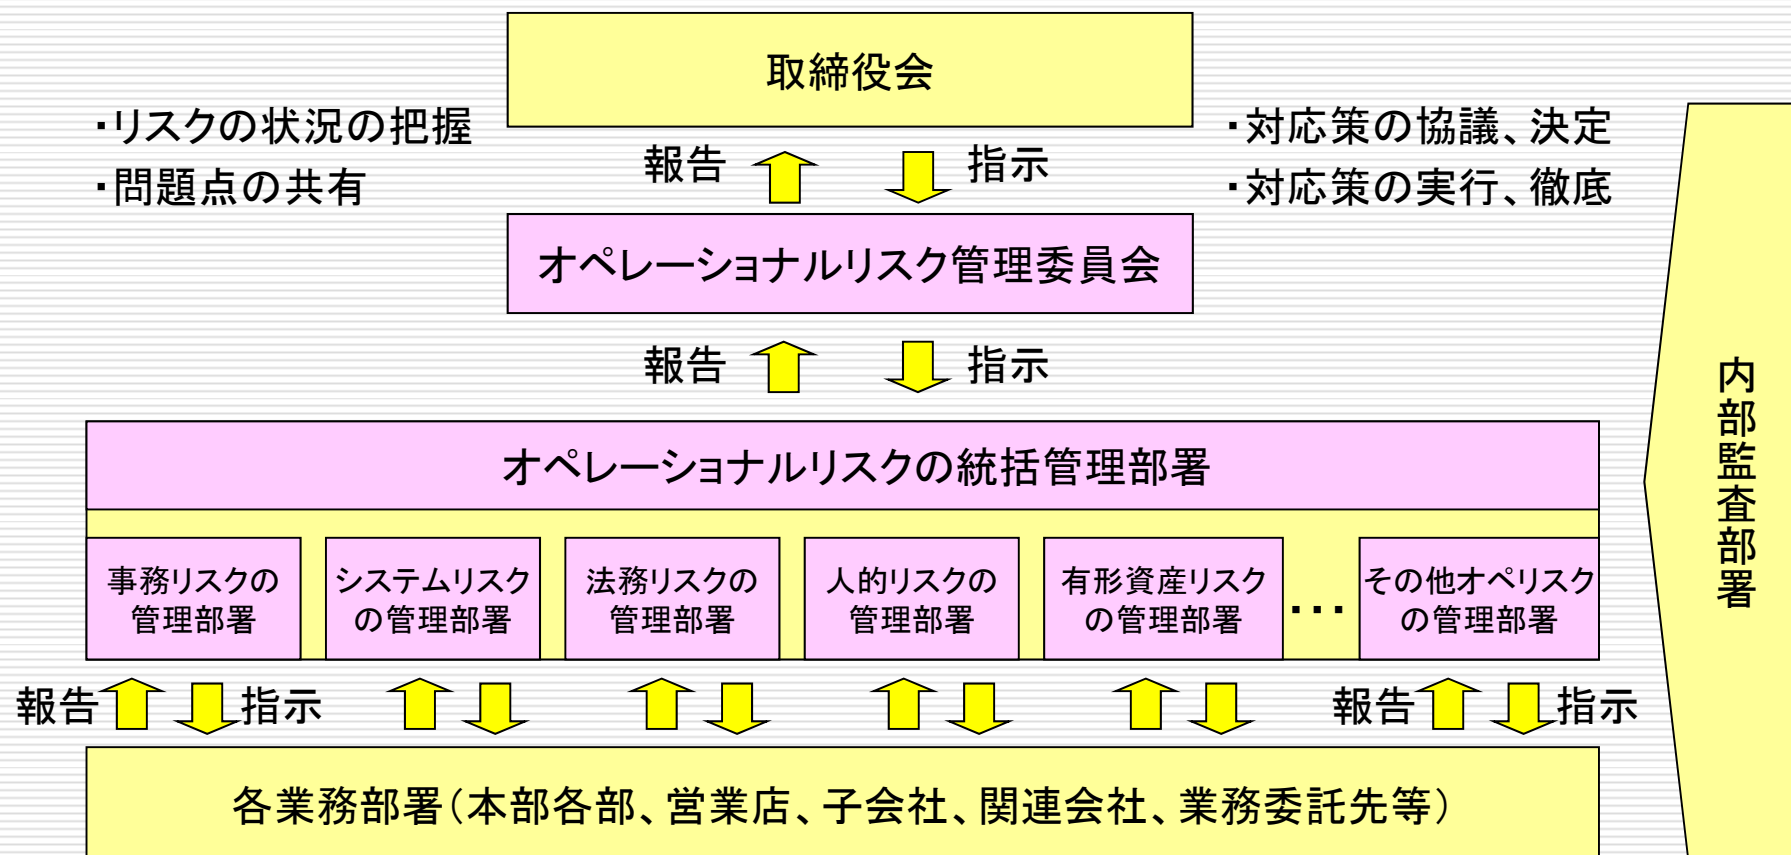 取締役会
・リスクの状況の把握
・問題点の共有
・対応策の協議、決定
・対応策の実行、徹底
報告
指示
オペレーショナルリスク管理委員会
報告
指示
オペレーショナルリスクの統括管理部署
事務リスクの
管理部署
システムリスク
の管理部署
法務リスクの
管理部署
人的リスクの
管理部署
有形資産リスク
の管理部署
・・・
その他オペリスク
の管理部署
報告
指示
報告
指示
各業務部署(本部各部、営業店、子会社、関連会社、業務委託先等)
内部監査部署